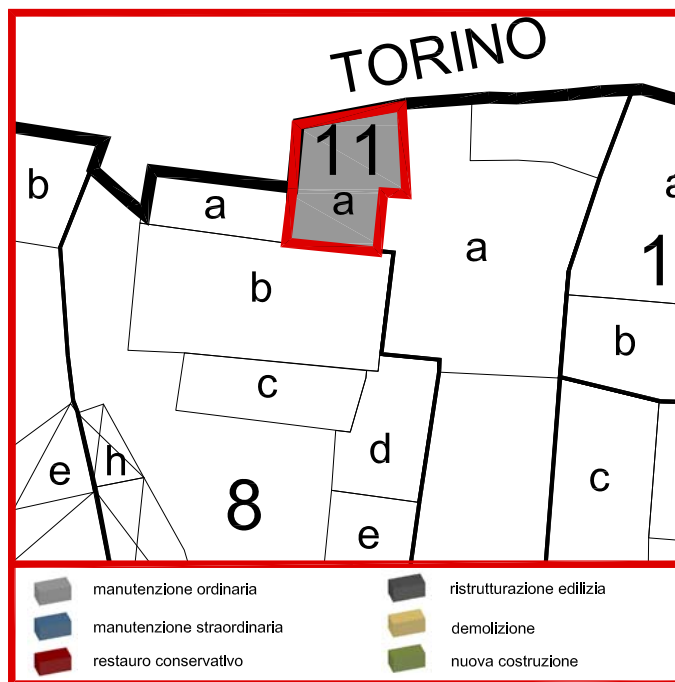 TORINO
11
a
a
b
a
a
1
b
b
c
d
c
e
h
8
e
manutenzione ordinaria
manutenzione straordinaria
restauro conservativo
ristrutturazione edilizia
demolizione
nuova costruzione